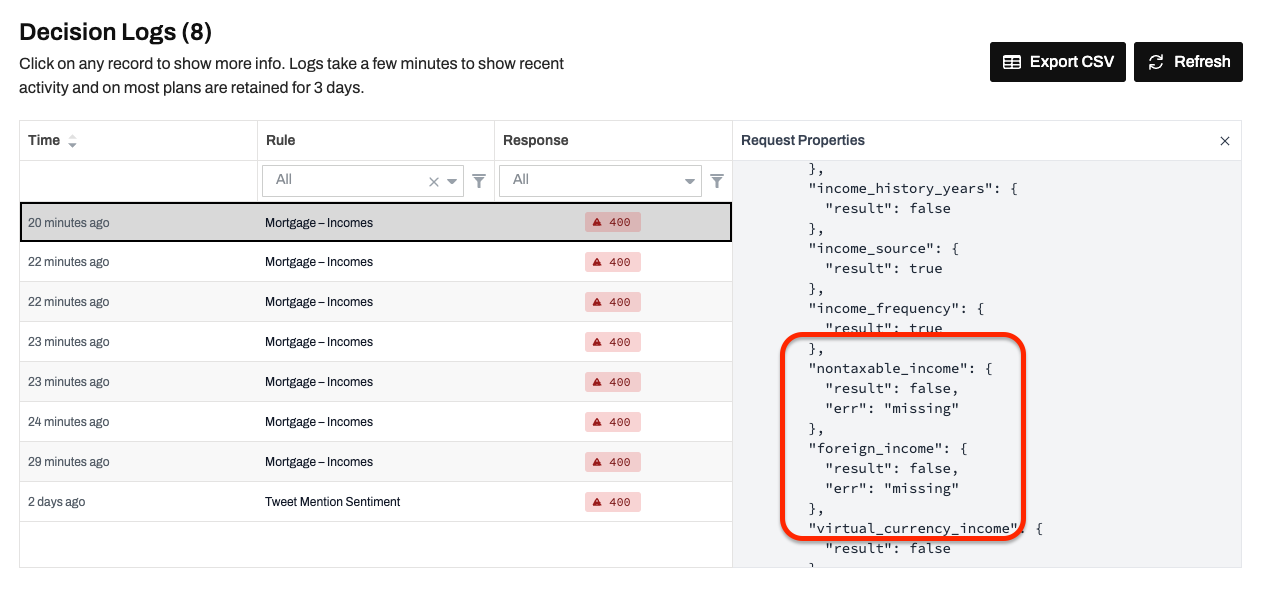 Decision Logs (8)
Click on any record to show more info. Logs take a few minutes to show recent
activity and on most plans are retained for 3 days.
Export CSV
Refresh
Time
Rule
Response
Request Properties
All
All
20 minutes ago Mortgage – Incomes 400
22 minutes ago Mortgage – Incomes 400
22 minutes ago Mortgage – Incomes 400
23 minutes ago Mortgage – Incomes 400
23 minutes ago Mortgage – Incomes 400
24 minutes ago Mortgage – Incomes 400
29 minutes ago Mortgage – Incomes 400
2 days ago Tweet Mention Sentiment 400
},
"income_history_years": {
"result": false
},
"income_source": {
"result": true
},
"income_frequency": {
"result": true
},
"nontaxable_income": {
"result": false,
"err": "missing"
},
"foreign_income": {
"result": false,
"err": "missing"
},
"virtual_currency_income": {
"result": false